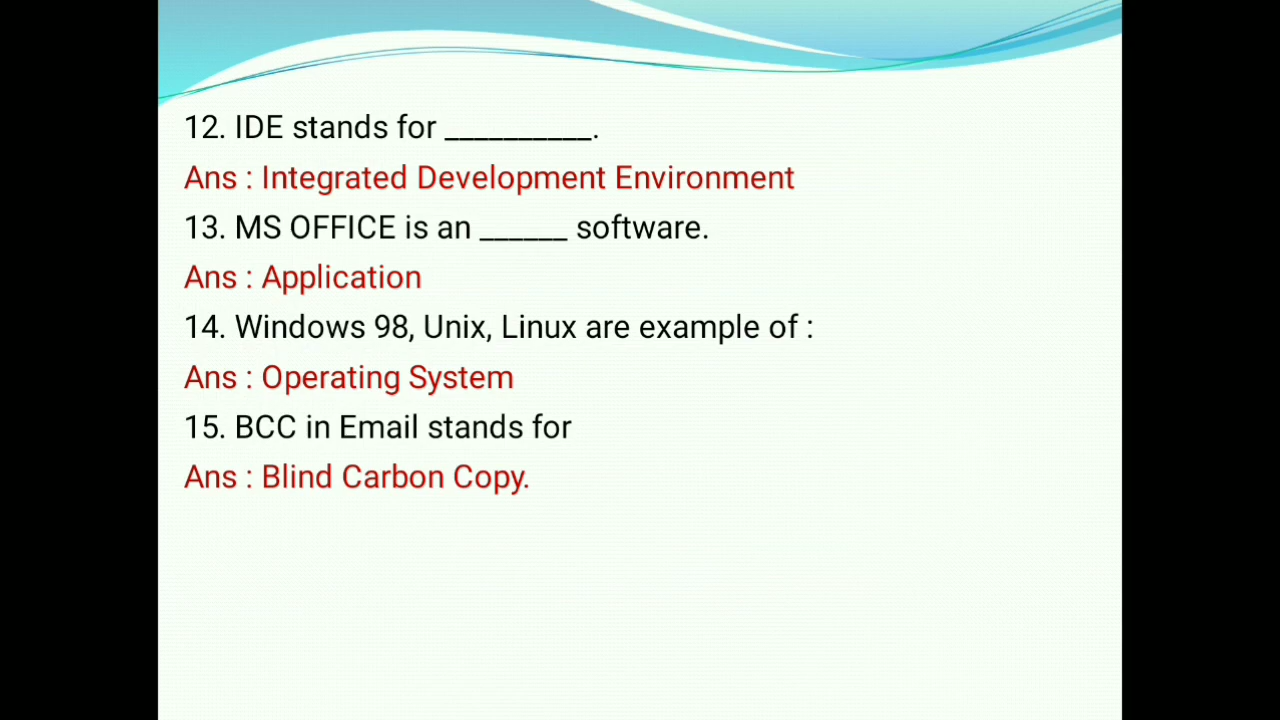 12. IDE stands for __________.
Ans : Integrated Development Environment
13. MS OFFICE is an ______ software.
Ans : Application
14. Windows 98, Unix, Linux are example of :
Ans : Operating System
15. BCC in Email stands for
Ans : Blind Carbon Copy.